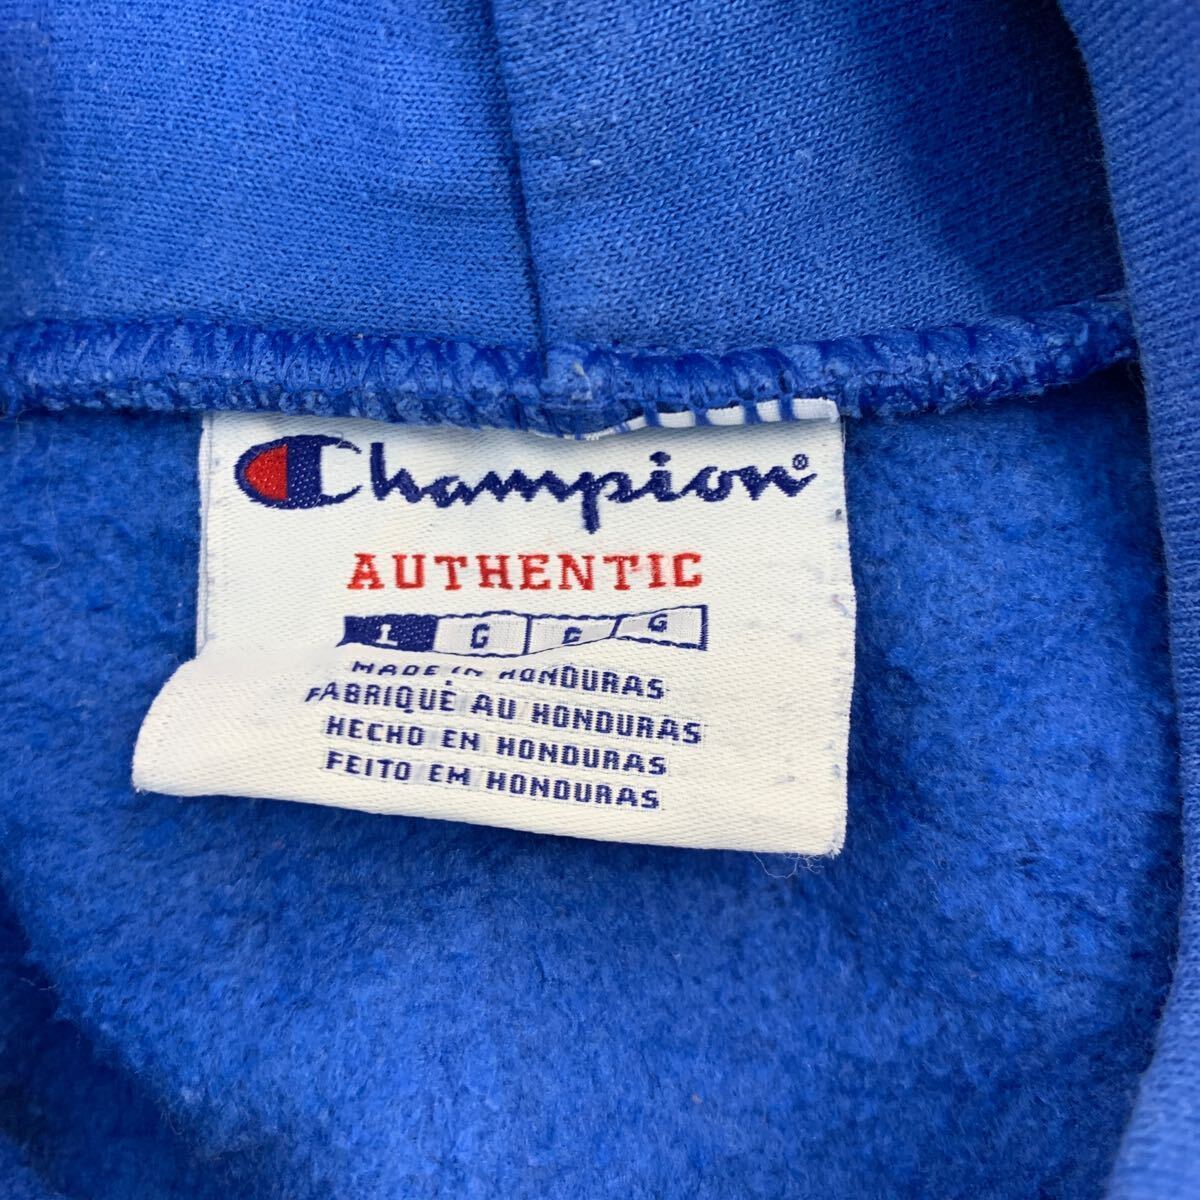 Champion®
AUTHENTIC
L G G G
MADE IN HONDURAS
FABRIQUÉ AU HONDURAS
HECHO EN HONDURAS
FEITO EM HONDURAS